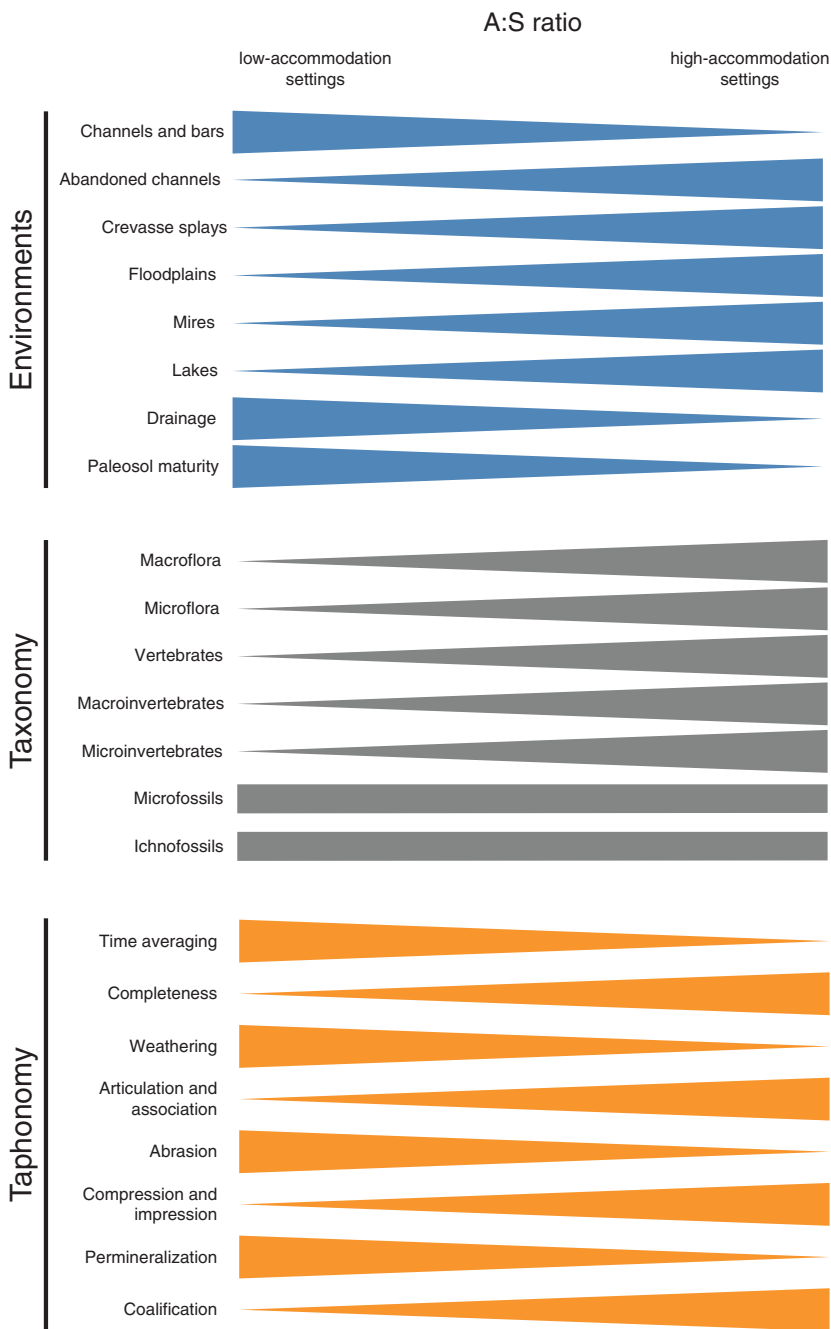 A:S ratio
low-accommodation
settings
high-accommodation
settings
Environments
Channels and bars
Abandoned channels
Crevasse splays
Floodplains
Mires
Lakes
Drainage
Paleosol maturity
Taxonomy
Macroflora
Microflora
Vertebrates
Macroinvertebrates
Microinvertebrates
Microfossils
Ichnofossils
Taphonomy
Time averaging
Completeness
Weathering
Articulation and
association
Abrasion
Compression and
impression
Permineralization
Coalification